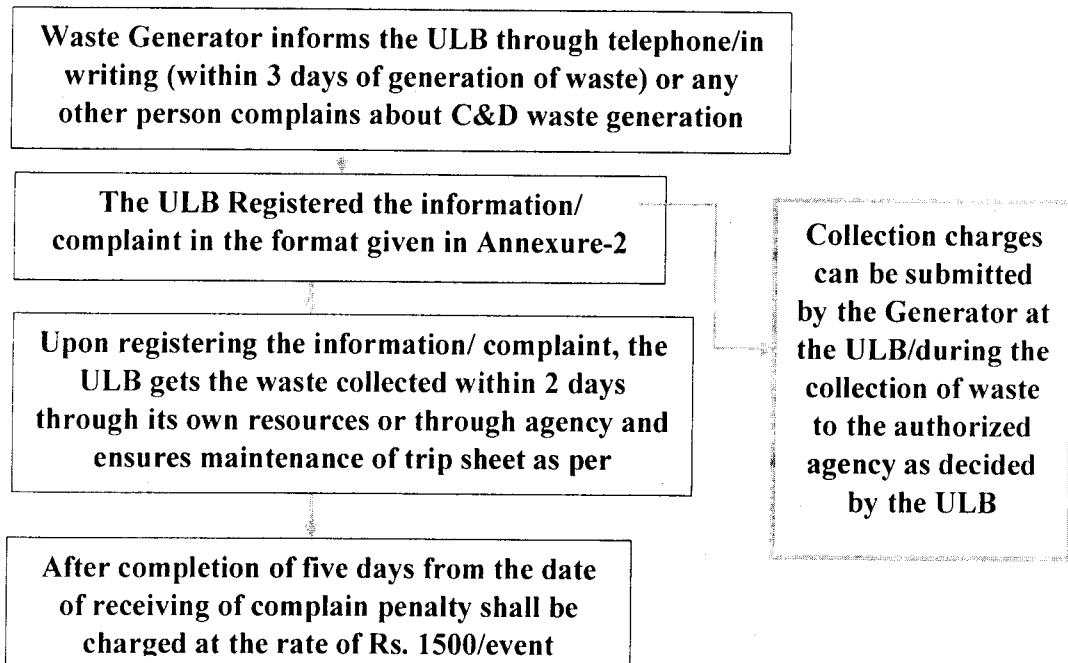 Waste Generator informs the ULB through telephone/in
writing (within 3 days of generation of waste) or any
other person complains about C&D waste generation
The ULB Registered the information/
complaint in the format given in Annexure-2
Collection charges
can be submitted
by the Generator at
the ULB/during the
collection of waste
to the authorized
agency as decided
by the ULB
Upon registering the information/ complaint, the
ULB gets the waste collected within 2 days
through its own resources or through agency and
ensures maintenance of trip sheet as per
After completion of five days from the date
of receiving of complain penalty shall be
charged at the rate of Rs. 1500/event